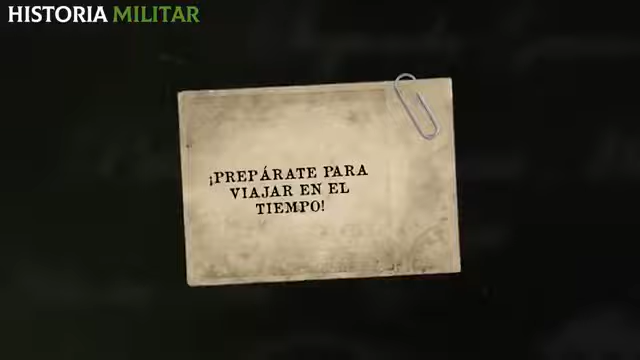 HISTORIA MILITAR
¡PREPÁRATE PARA
VIAJAR EN EL
TIEMPO!